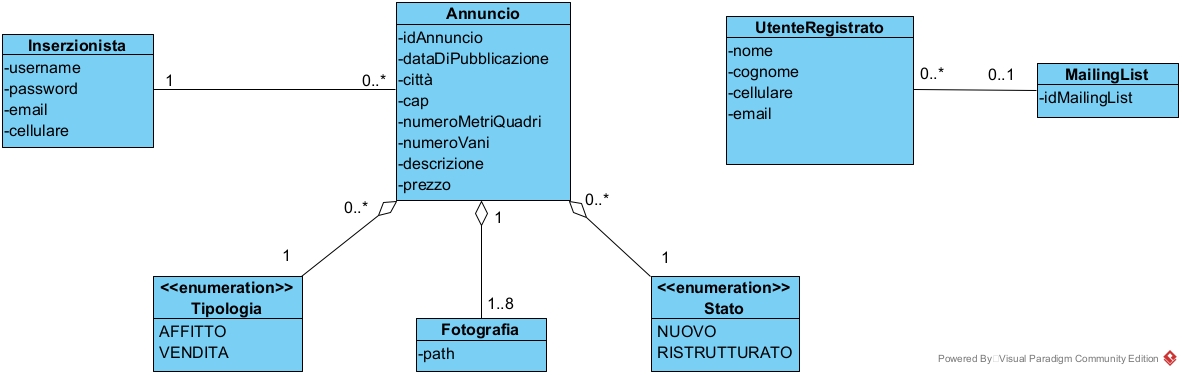 Inserzionista
-username
-password
-email
-cellulare
1
0..*
Annuncio
-idAnnuncio
-dataDiPubblicazione
-città
-cap
-numeroMetriQuadri
-numeroVani
-descrizione
-prezzo
UtenteRegistrato
-nome
-cognome
-cellulare
-email
0..*
0..1
MailingList
-idMailingList
0..*
1
1
1..8
0..*
1
<<enumeration>>
Tipologia
AFFITTO
VENDITA
Fotografia
-path
<<enumeration>>
Stato
NUOVO
RISTRUTTURATO
Powered By Visual Paradigm Community Edition